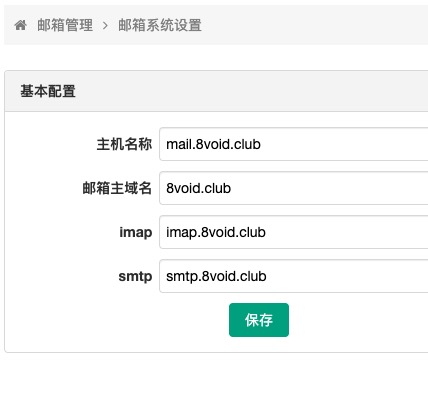 邮箱管理 > 邮箱系统设置
基本配置
主机名称 mail.8void.club
邮箱主域名 8void.club
imap imap.8void.club
smtp smtp.8void.club
保存